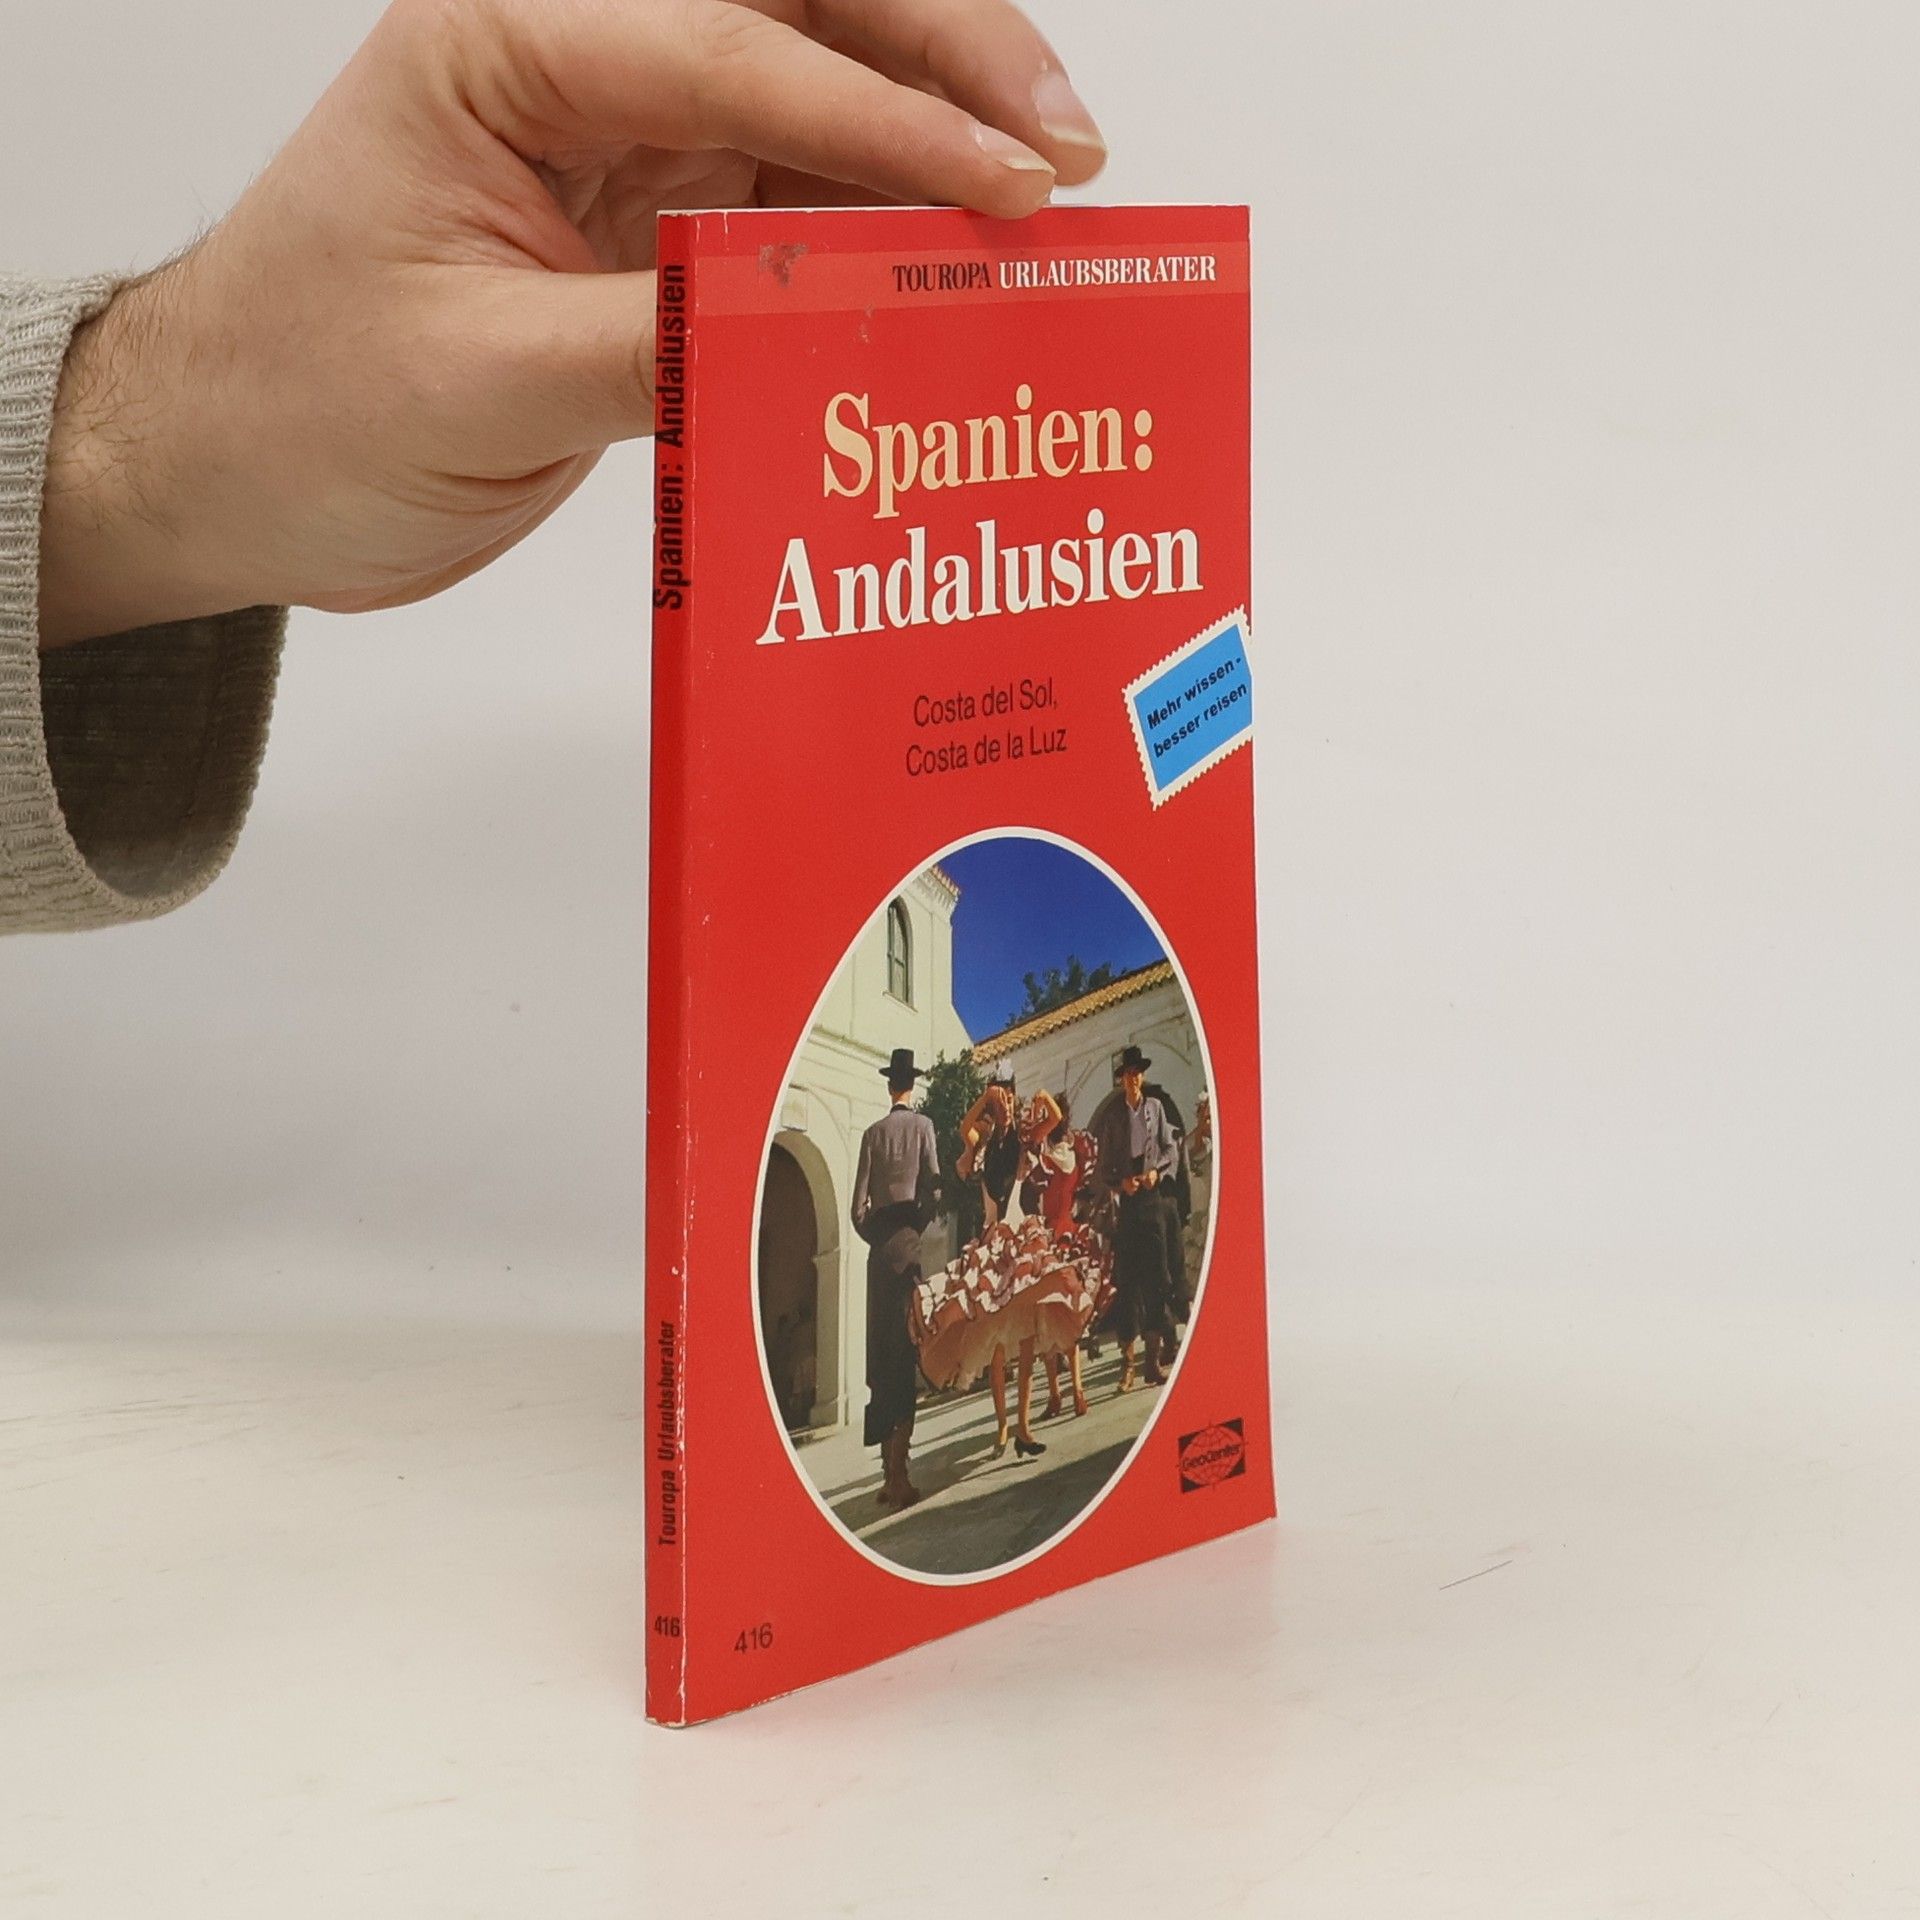 TOUROPA URLAUBSBERATER
Spanien:
Andalusien
Costa del Sol,
Costa de la Luz
Mehr wissen -
besser reisen
GeoCenter
416
Spanien: Andalusien
Touropa Urlaubsberater
416